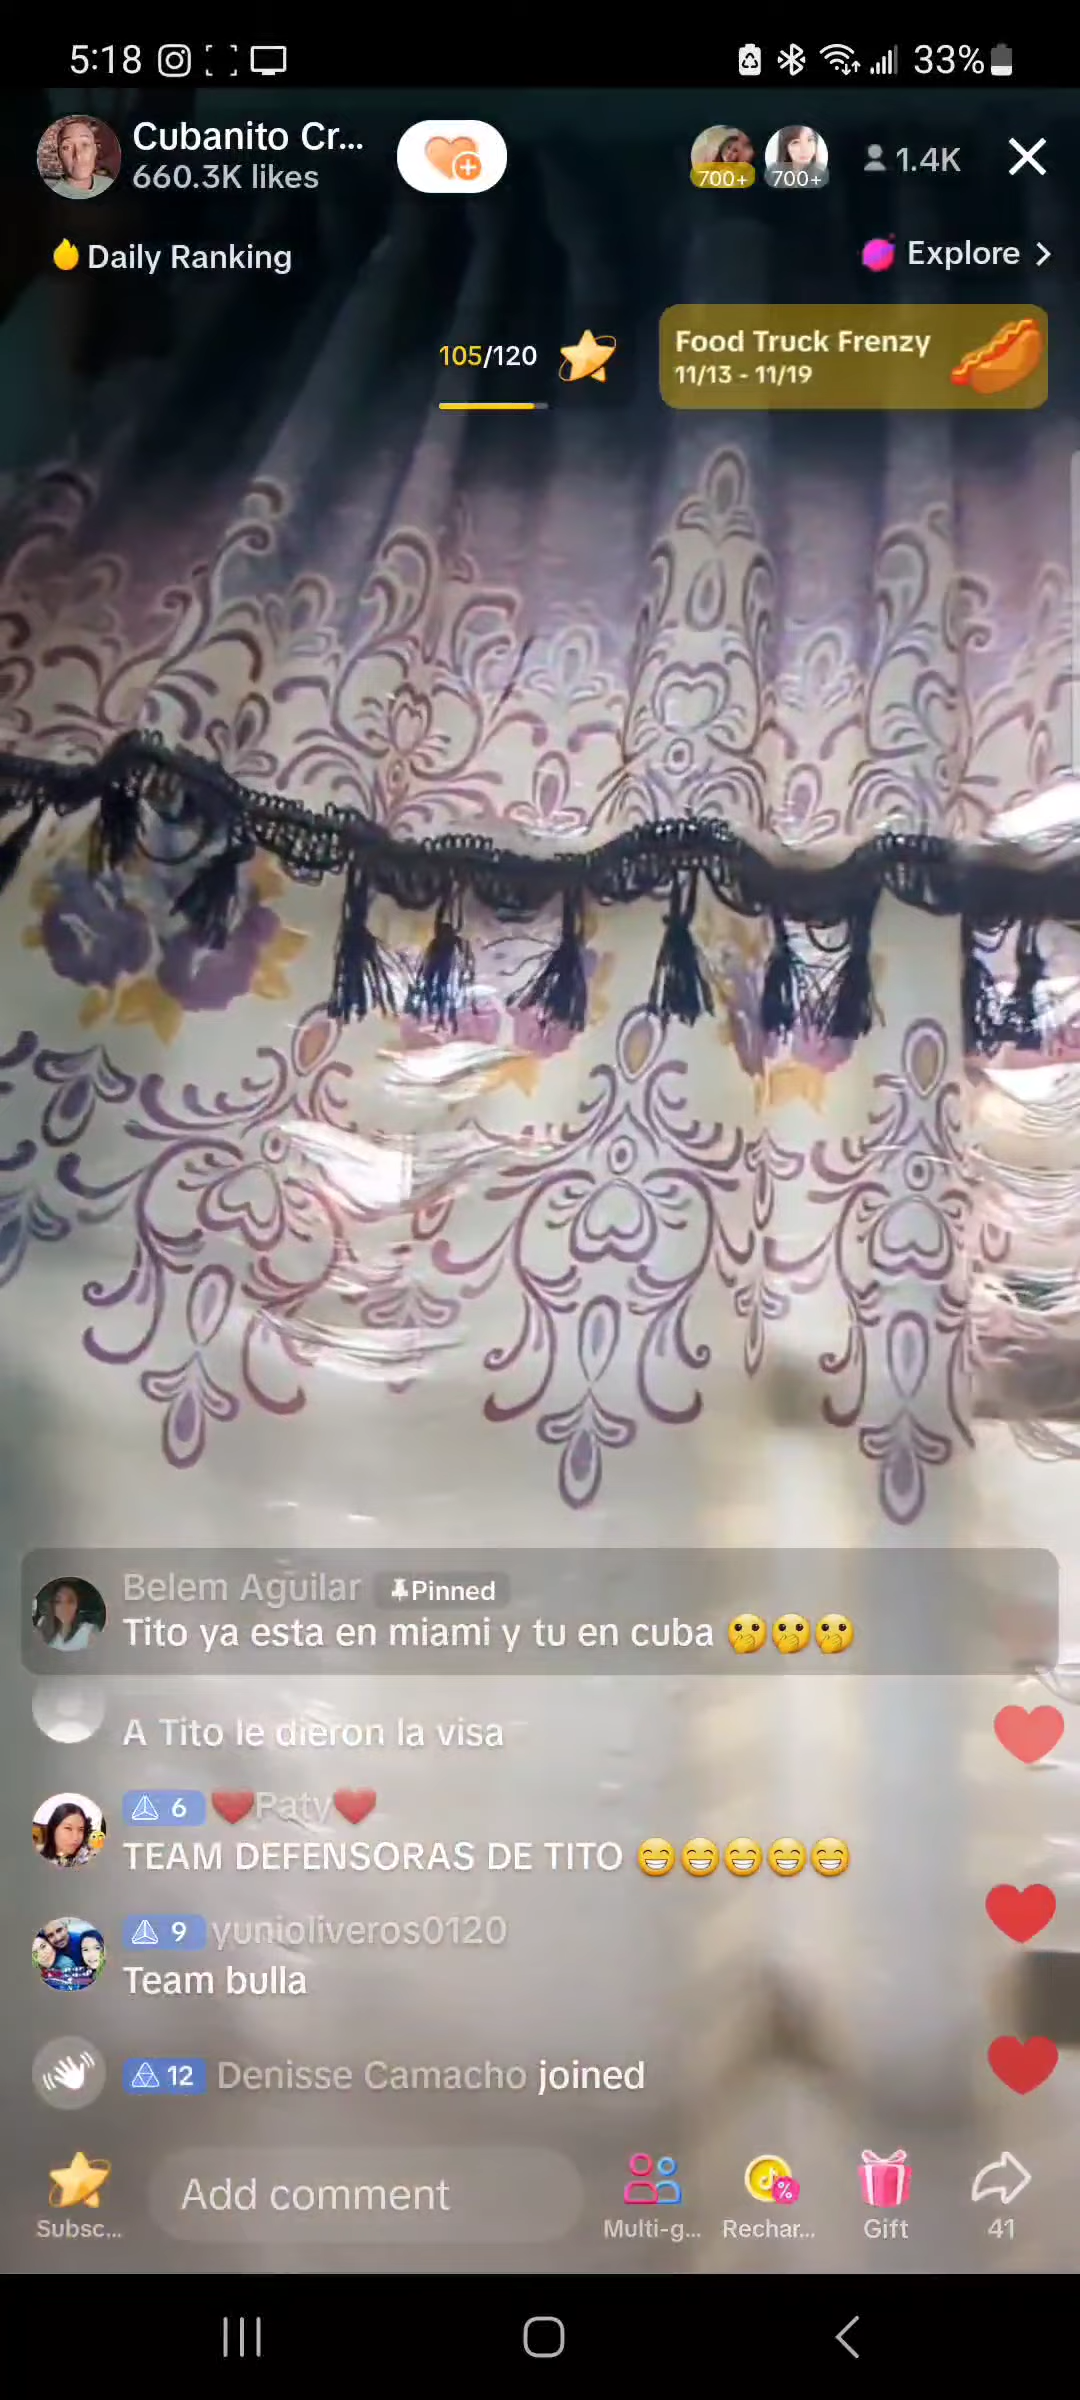 5:18 33%
Cubanito Cr...
660.3K likes
700+ 700+ 1.4K
Daily Ranking
Explore
105/120
Food Truck Frenzy
11/13 - 11/19
Belem Aguilar Pinned
Tito ya esta en miami y tu en cuba 🫢🫢🫢
A Tito le dieron la visa
6 ❤️Paty❤️
TEAM DEFENSORAS DE TITO 😁😁😁😁😁
9 yunioliveros0120
Team bulla
12 Denisse Camacho joined
Add comment
Subsc... Multi-g... Rechar... Gift 41